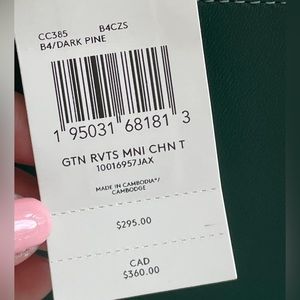 CC385 B4CZS
B4/DARK PINE
1 95031 68181 3
GTN RVTS MNI CHN T
10016957JAX
MADE IN CAMBODIA*/
CAMBODGE
$295.00
CAD
$360.00